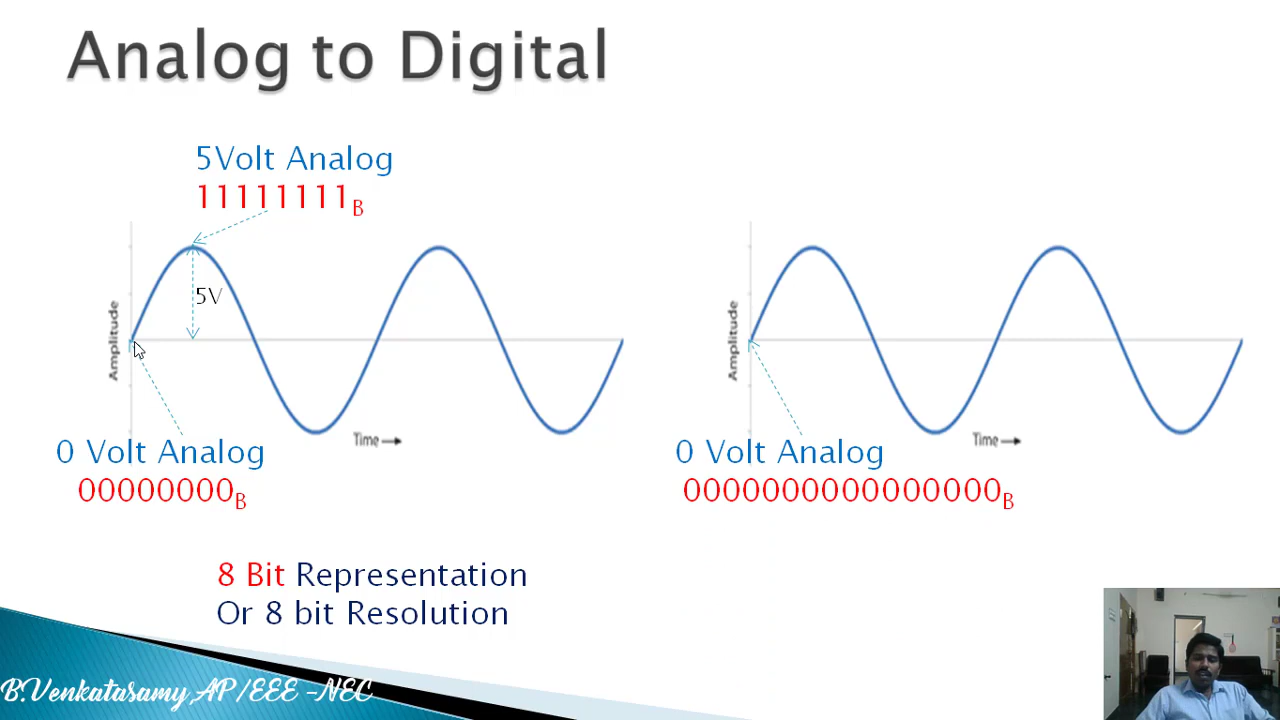 Analog to Digital
5Volt Analog
11111111B
5V
Amplitude
Time
0 Volt Analog
00000000B
8 Bit Representation
Or 8 bit Resolution
Amplitude
Time
0 Volt Analog
0000000000000000B
B.Venkatasamy,AP/EEE -NEC